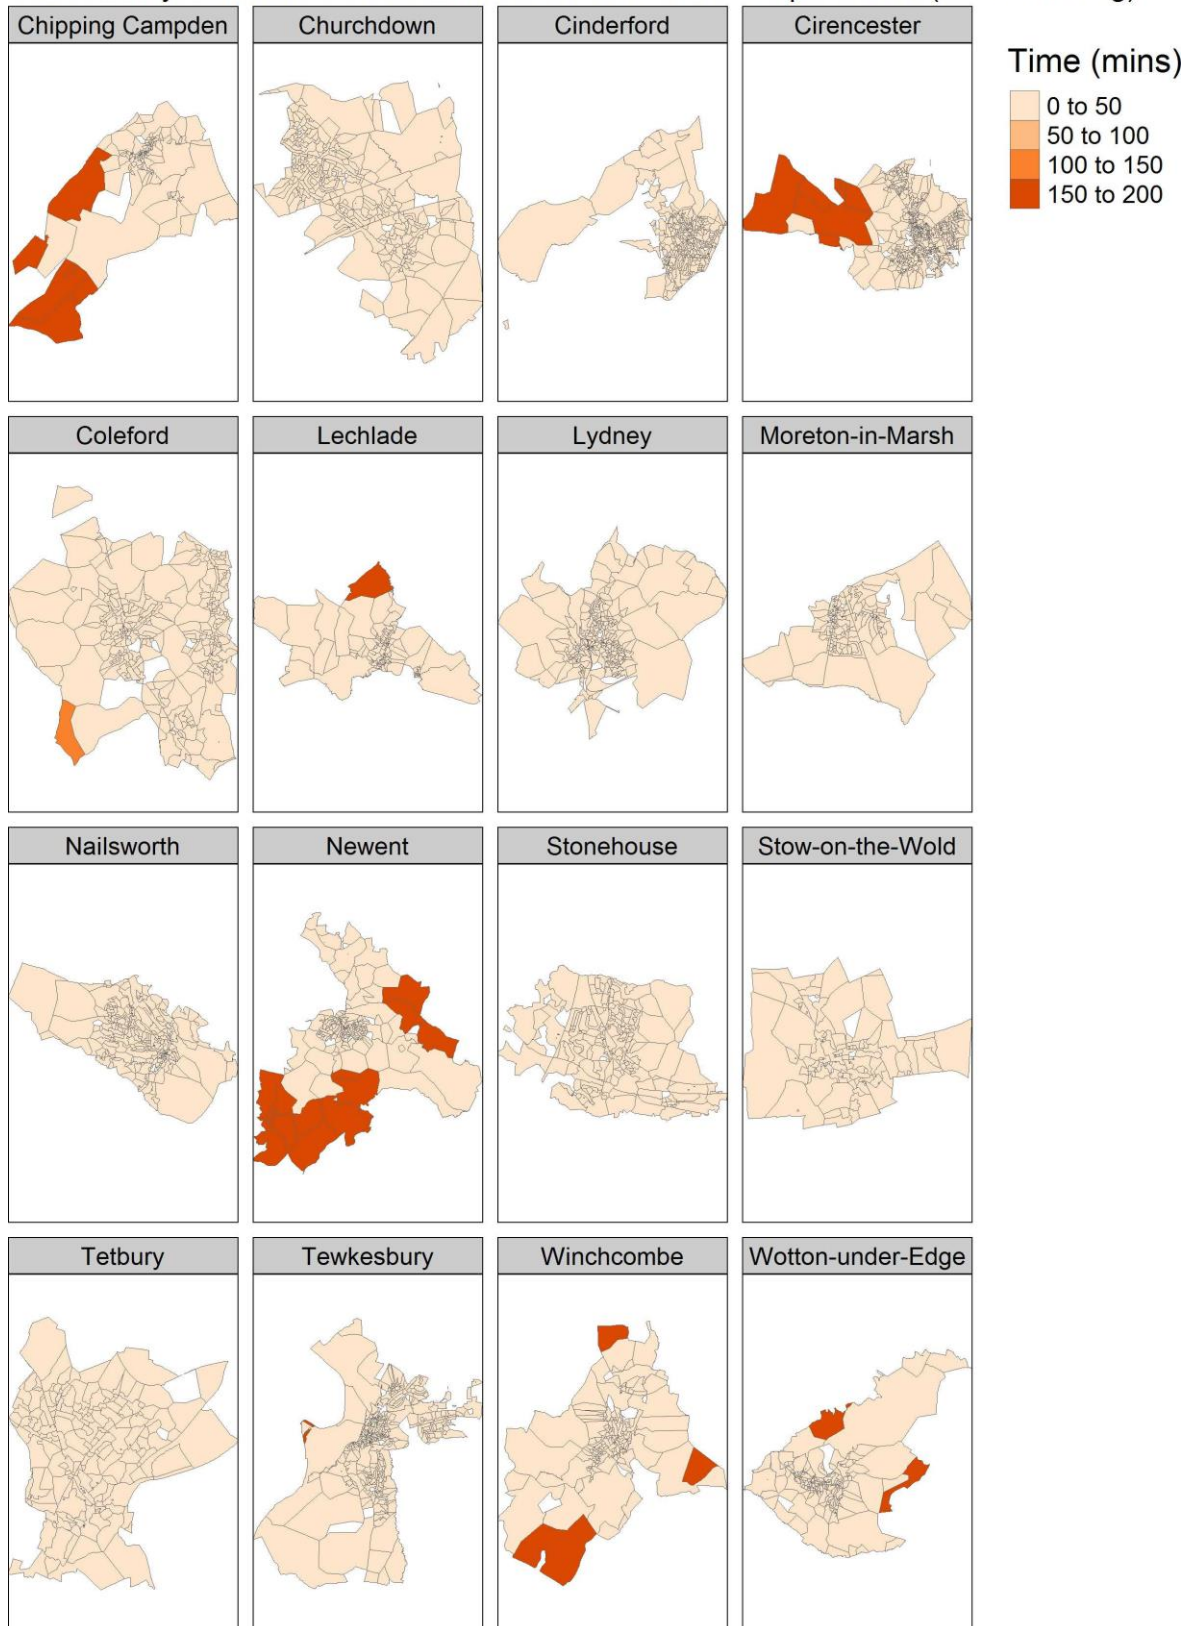 Chipping Campden Churchdown Cinderford Cirencester
Time (mins)
0 to 50
50 to 100
100 to 150
150 to 200
Coleford Lechlade Lydney Moreton-in-Marsh
Nailsworth Newent Stonehouse Stow-on-the-Wold
Tetbury Tewkesbury Winchcombe Wotton-under-Edge